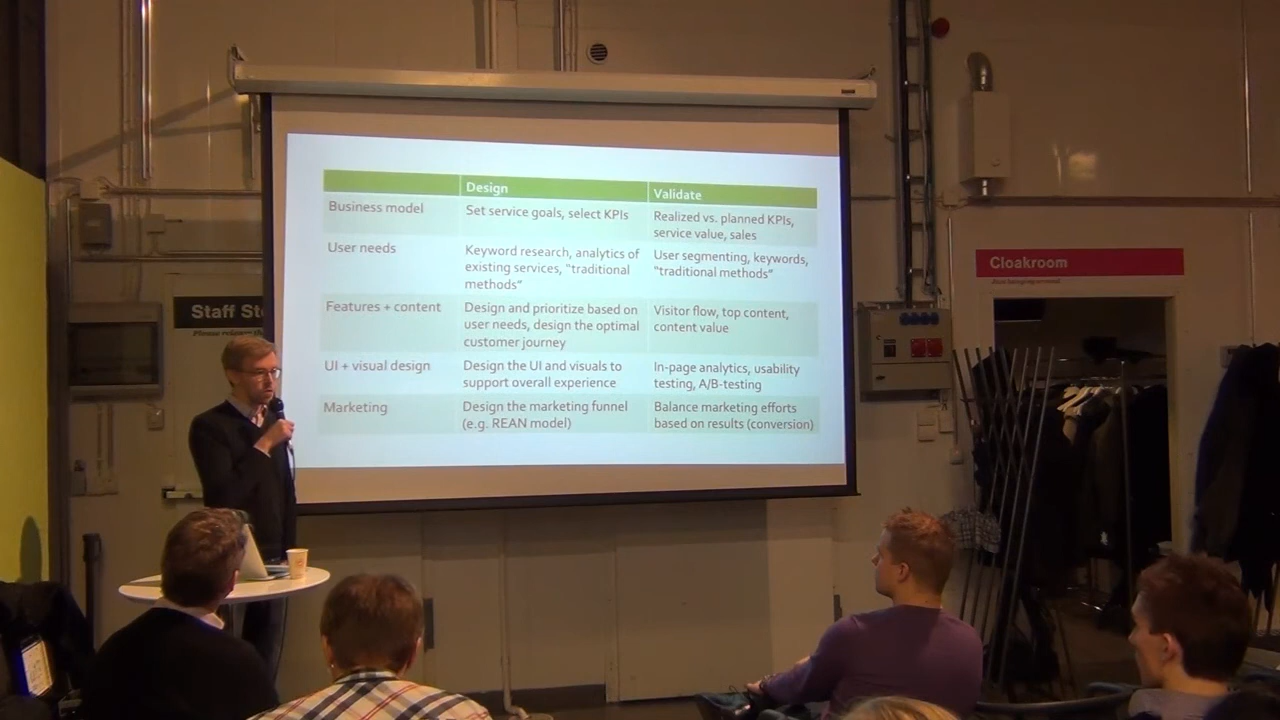 Design
Validate
Business model
Set service goals, select KPIs
Realized vs. planned KPIs,
service value, sales
User needs
Keyword research, analytics of
existing services, "traditional
methods"
User segmenting, keywords,
"traditional methods"
Features + content
Design and prioritize based on
user needs, design the optimal
customer journey
Visitor flow, top content,
content value
UI + visual design
Design the UI and visuals to
support overall experience
In-page analytics, usability
testing, A/B-testing
Marketing
Design the marketing funnel
(e.g. REAN model)
Balance marketing efforts
based on results (conversion)
Cloakroom
Staff
Please